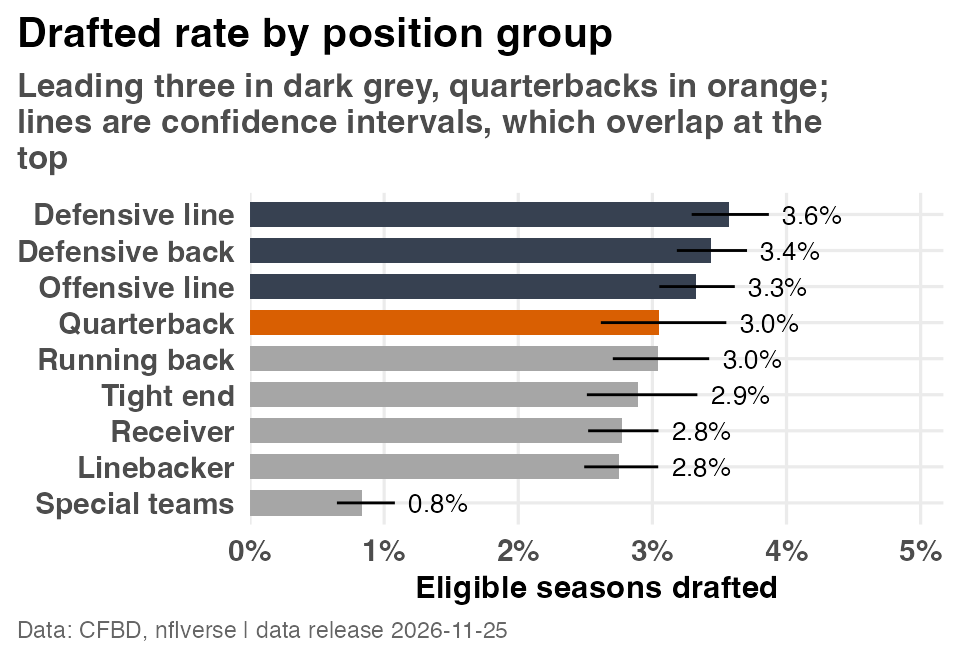 Drafted rate by position group
Leading three in dark grey, quarterbacks in orange;
lines are confidence intervals, which overlap at the
top
Defensive line 3.6%
Defensive back 3.4%
Offensive line 3.3%
Quarterback 3.0%
Running back 3.0%
Tight end 2.9%
Receiver 2.8%
Linebacker 2.8%
Special teams 0.8%
0% 1% 2% 3% 4% 5%
Eligible seasons drafted
Data: CFBD, nflverse | data release 2026-11-25